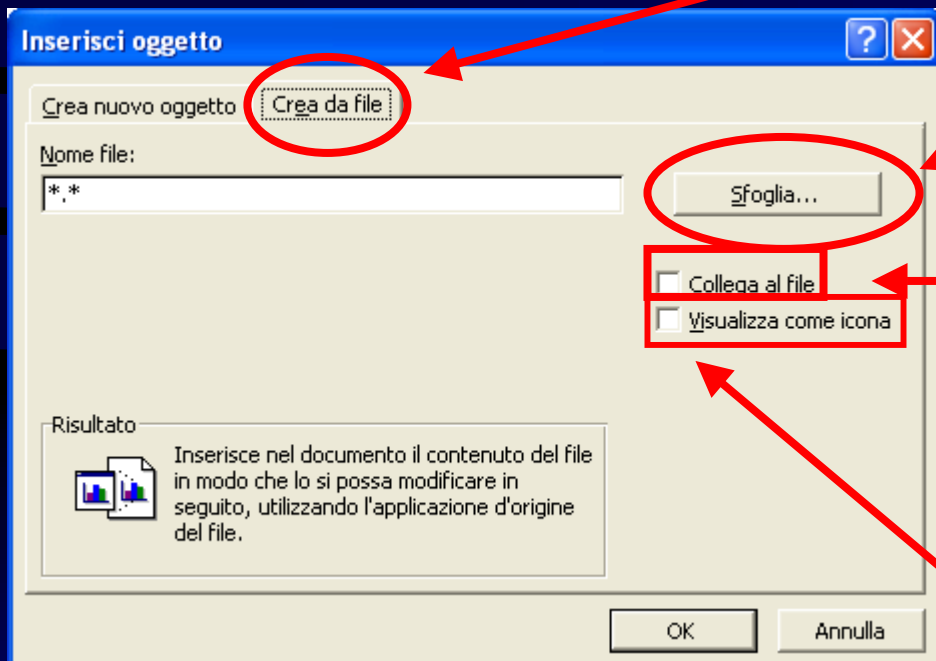 Inserisci oggetto
Crea nuovo oggetto Crea da file
Nome file:
*.*
Sfoglia...
Collega al file
Visualizza come icona
Risultato
Inserisce nel documento il contenuto del file
in modo che lo si possa modificare in
seguito, utilizzando l'applicazione d'origine
del file.
OK Annulla